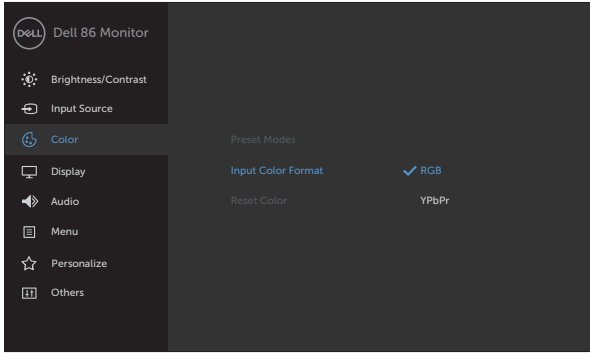 DELL Dell 86 Monitor
Brightness/Contrast
Input Source
Color
Display
Audio
Menu
Personalize
Others
Preset Modes
Input Color Format
Reset Color
RGB
YPbPr